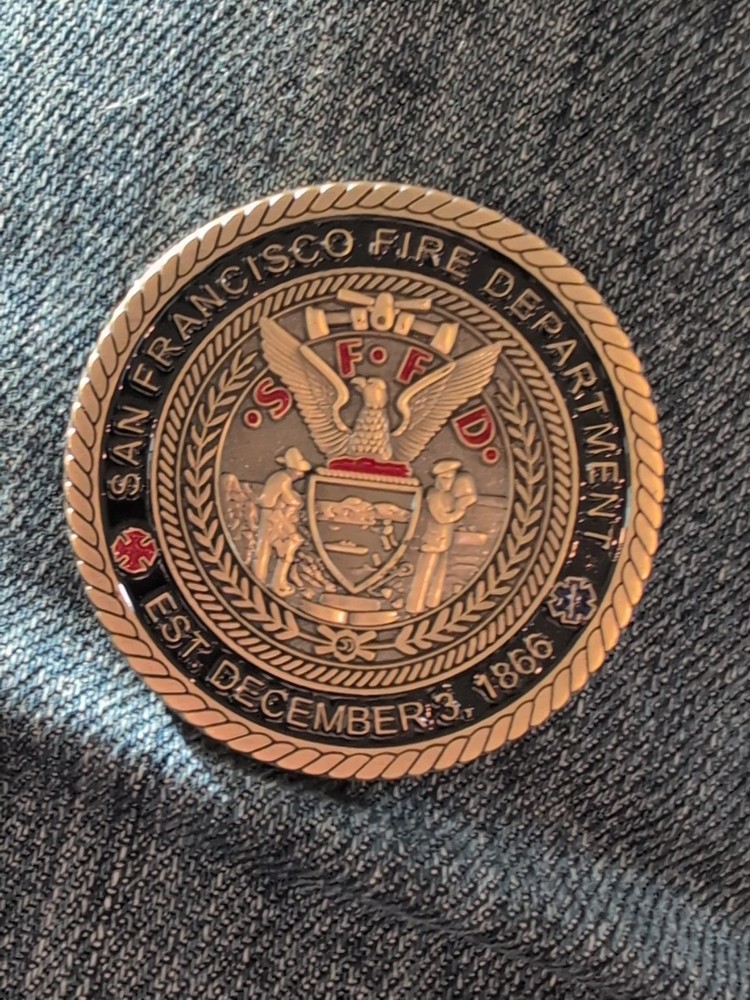 SAN FRANCISCO FIRE DEPARTMENT
·S F·F D·
EST. DECEMBER 3, 1866